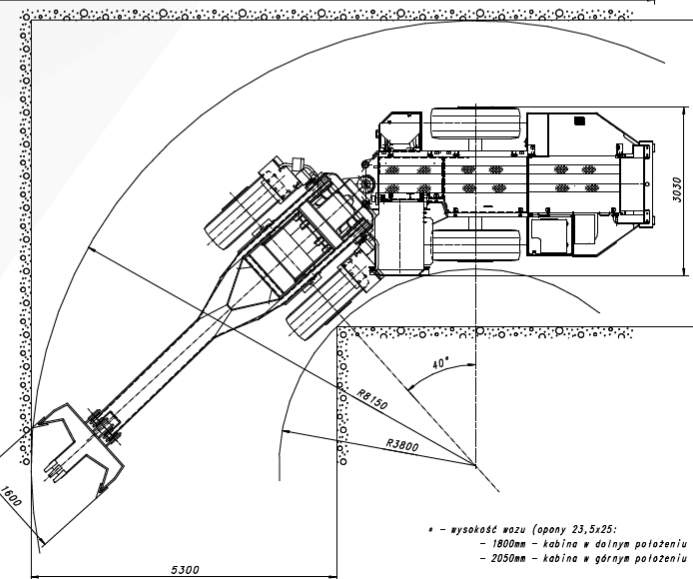 3030
40°
R8150
R3800
1600
* - wysokość wozu (opony 23,5x25:
- 1800mm - kabina w dolnym położeniu
- 2050mm - kabina w górnym położeniu
5300